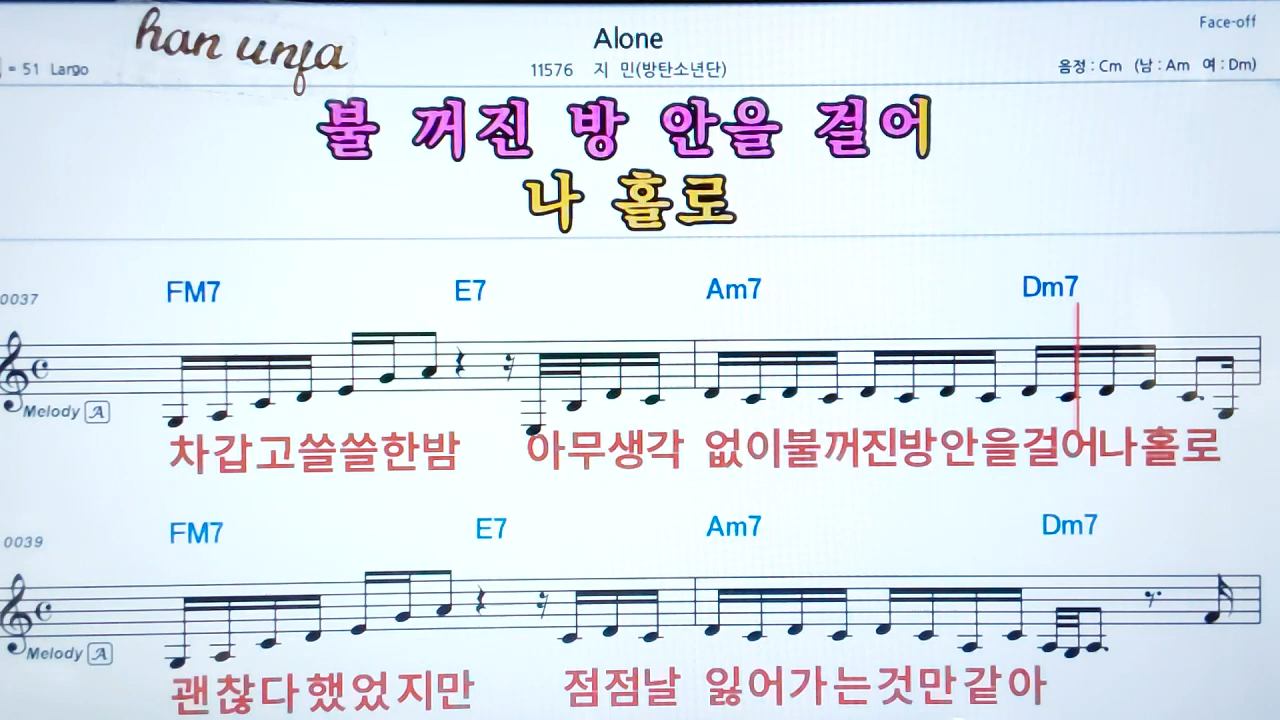 han unja
Alone
Face-off
= 51 Largo
11576 지 민(방탄소년단)
음정 : Cm (남 : Am 여 : Dm)
불 꺼진 방 안을 걸어
나 홀로
FM7 E7 Am7 Dm7
0037
Melody A
차갑고쓸쓸한밤 아무생각 없이불꺼진방안을걸어나홀로
FM7 E7 Am7 Dm7
0039
Melody A
괜찮다했었지만 점점날 잃어가는것만같아